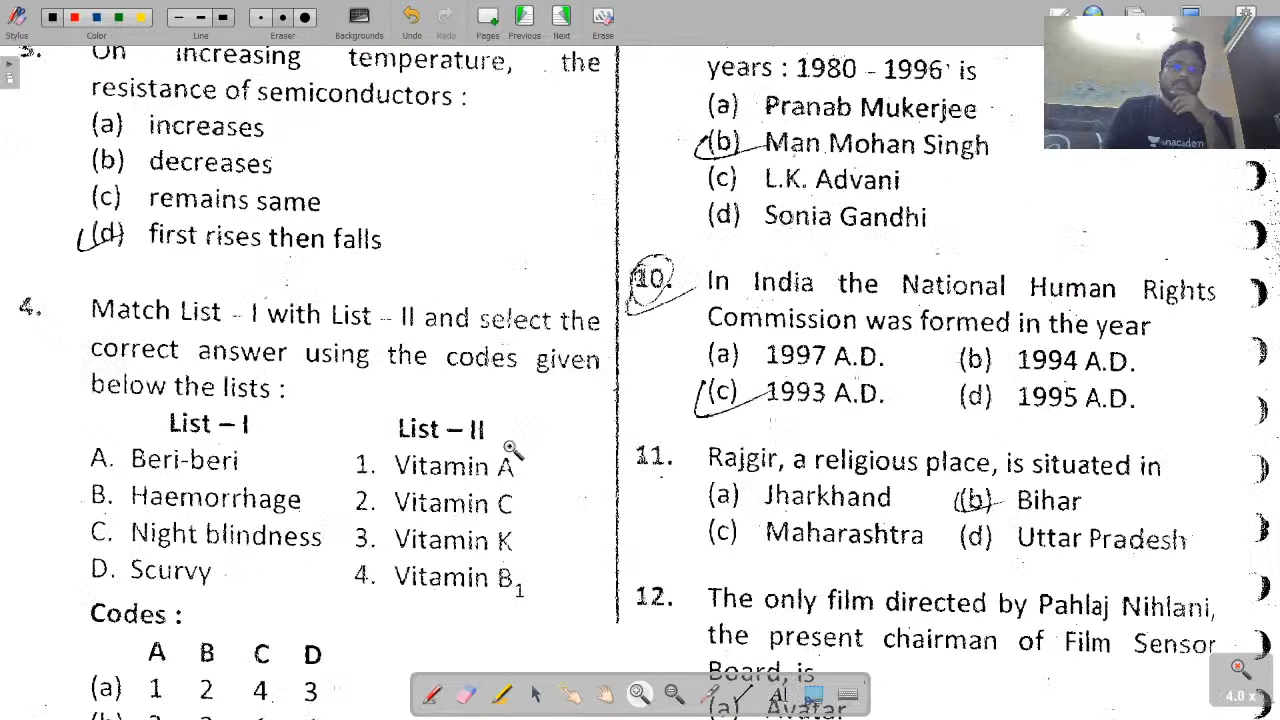 Stylus
Color
Line
Eraser
Backgrounds
Undo
Redo
Pages
Previous
Next
Erase
3. On increasing temperature, the
resistance of semiconductors :
(a) increases
(b) decreases
(c) remains same
(d) first rises then falls
4. Match List – I with List – II and select the
correct answer using the codes given
below the lists :
List – I List – II
A. Beri-beri 1. Vitamin A
B. Haemorrhage 2. Vitamin C
C. Night blindness 3. Vitamin K
D. Scurvy 4. Vitamin B1
Codes :
A B C D
(a) 1 2 4 3
years : 1980 – 1996 is
(a) Pranab Mukerjee
(b) Man Mohan Singh
(c) L.K. Advani
(d) Sonia Gandhi
10. In India the National Human Rights
Commission was formed in the year
(a) 1997 A.D. (b) 1994 A.D.
(c) 1993 A.D. (d) 1995 A.D.
11. Rajgir, a religious place, is situated in
(a) Jharkhand (b) Bihar
(c) Maharashtra (d) Uttar Pradesh
12. The only film directed by Pahlaj Nihlani,
the present chairman of Film Sensor
Board, is
(a) Avatar
unacadem
4.0 x